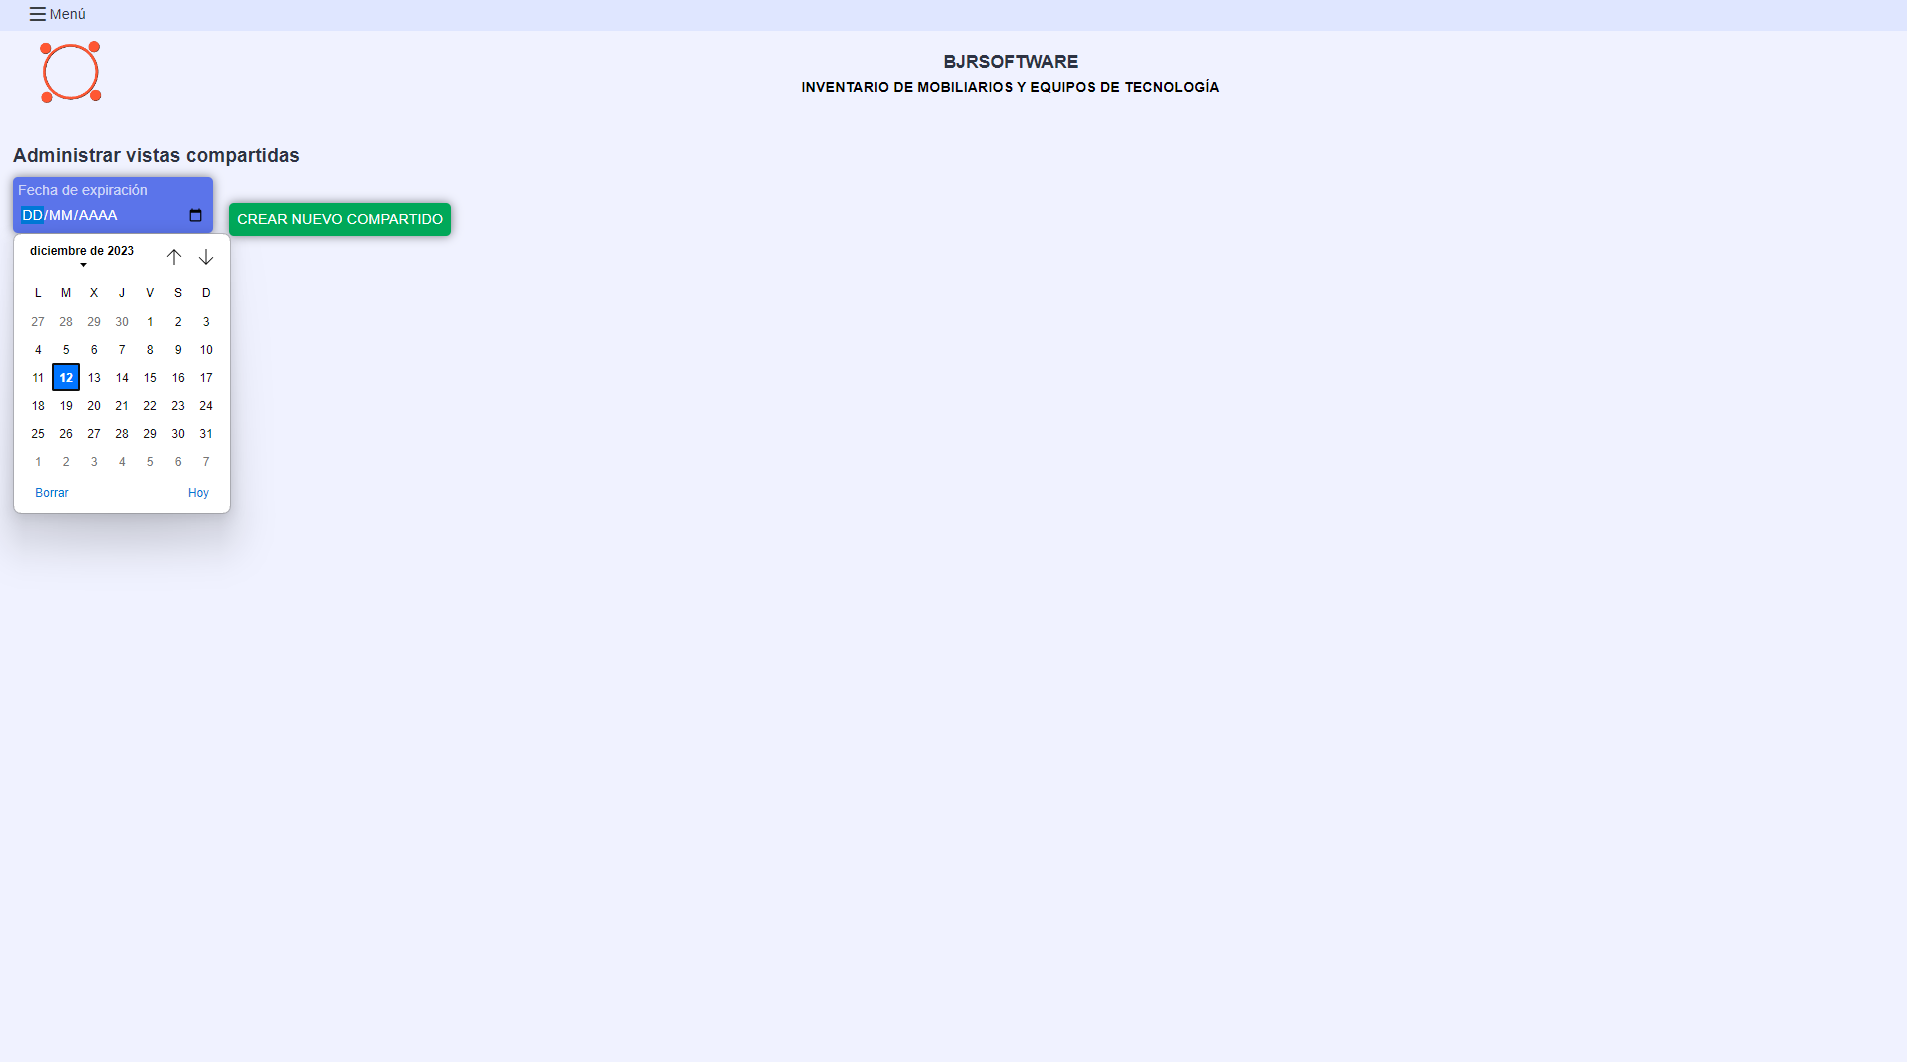 Menú
BJRSOFTWARE
INVENTARIO DE MOBILIARIOS Y EQUIPOS DE TECNOLOGÍA
Administrar vistas compartidas
Fecha de expiración
DD/MM/AAAA
CREAR NUEVO COMPARTIDO
diciembre de 2023
L M X J V S D
27 28 29 30 1 2 3
4 5 6 7 8 9 10
11 12 13 14 15 16 17
18 19 20 21 22 23 24
25 26 27 28 29 30 31
1 2 3 4 5 6 7
Borrar Hoy